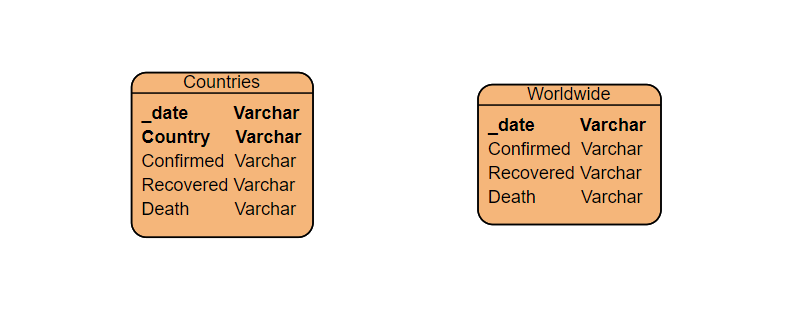 Countries
_date Varchar
Country Varchar
Confirmed Varchar
Recovered Varchar
Death Varchar
Worldwide
_date Varchar
Confirmed Varchar
Recovered Varchar
Death Varchar